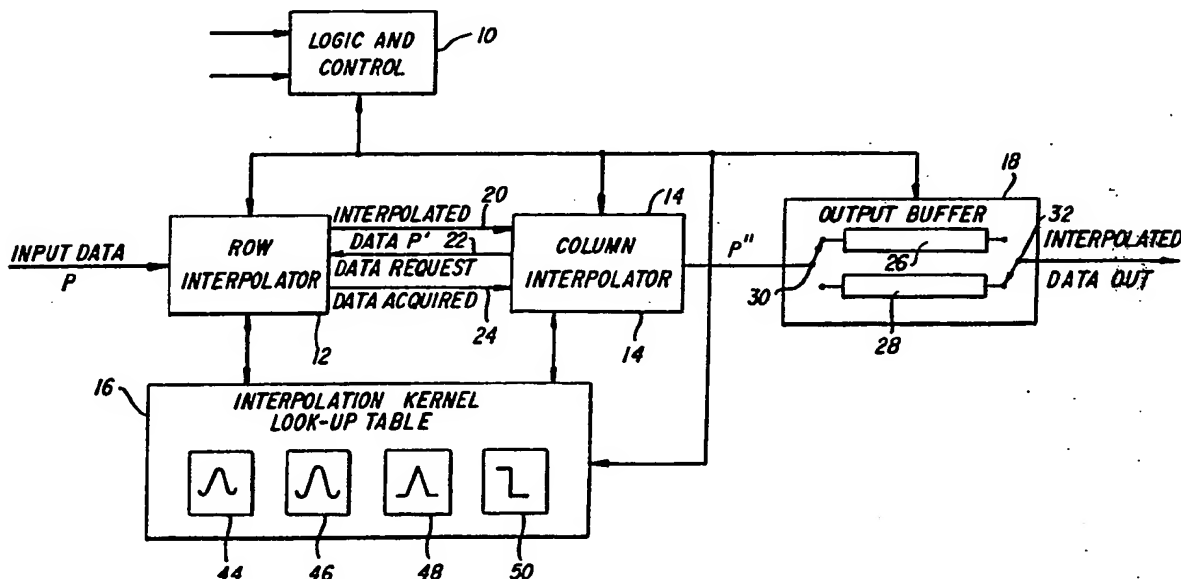 LOGIC AND
CONTROL
10
INPUT DATA
P
ROW
INTERPOLATOR
12
INTERPOLATED
20
DATA P' 22
DATA REQUEST
DATA ACQUIRED
24
14
COLUMN
INTERPOLATOR
14
P"
18
OUTPUT BUFFER
32
26
30
28
INTERPOLATED
DATA OUT
16
INTERPOLATION KERNEL
LOOK-UP TABLE
44
46
48
50